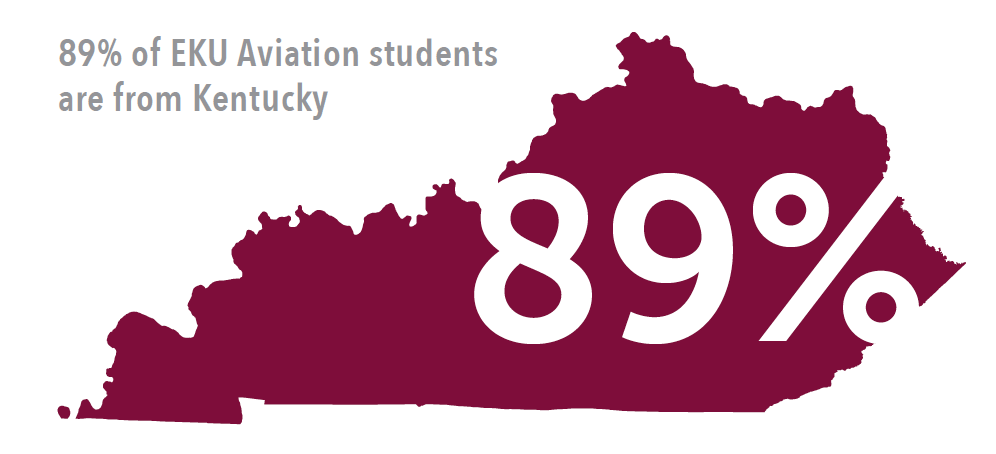 89% of EKU Aviation students
are from Kentucky
89%